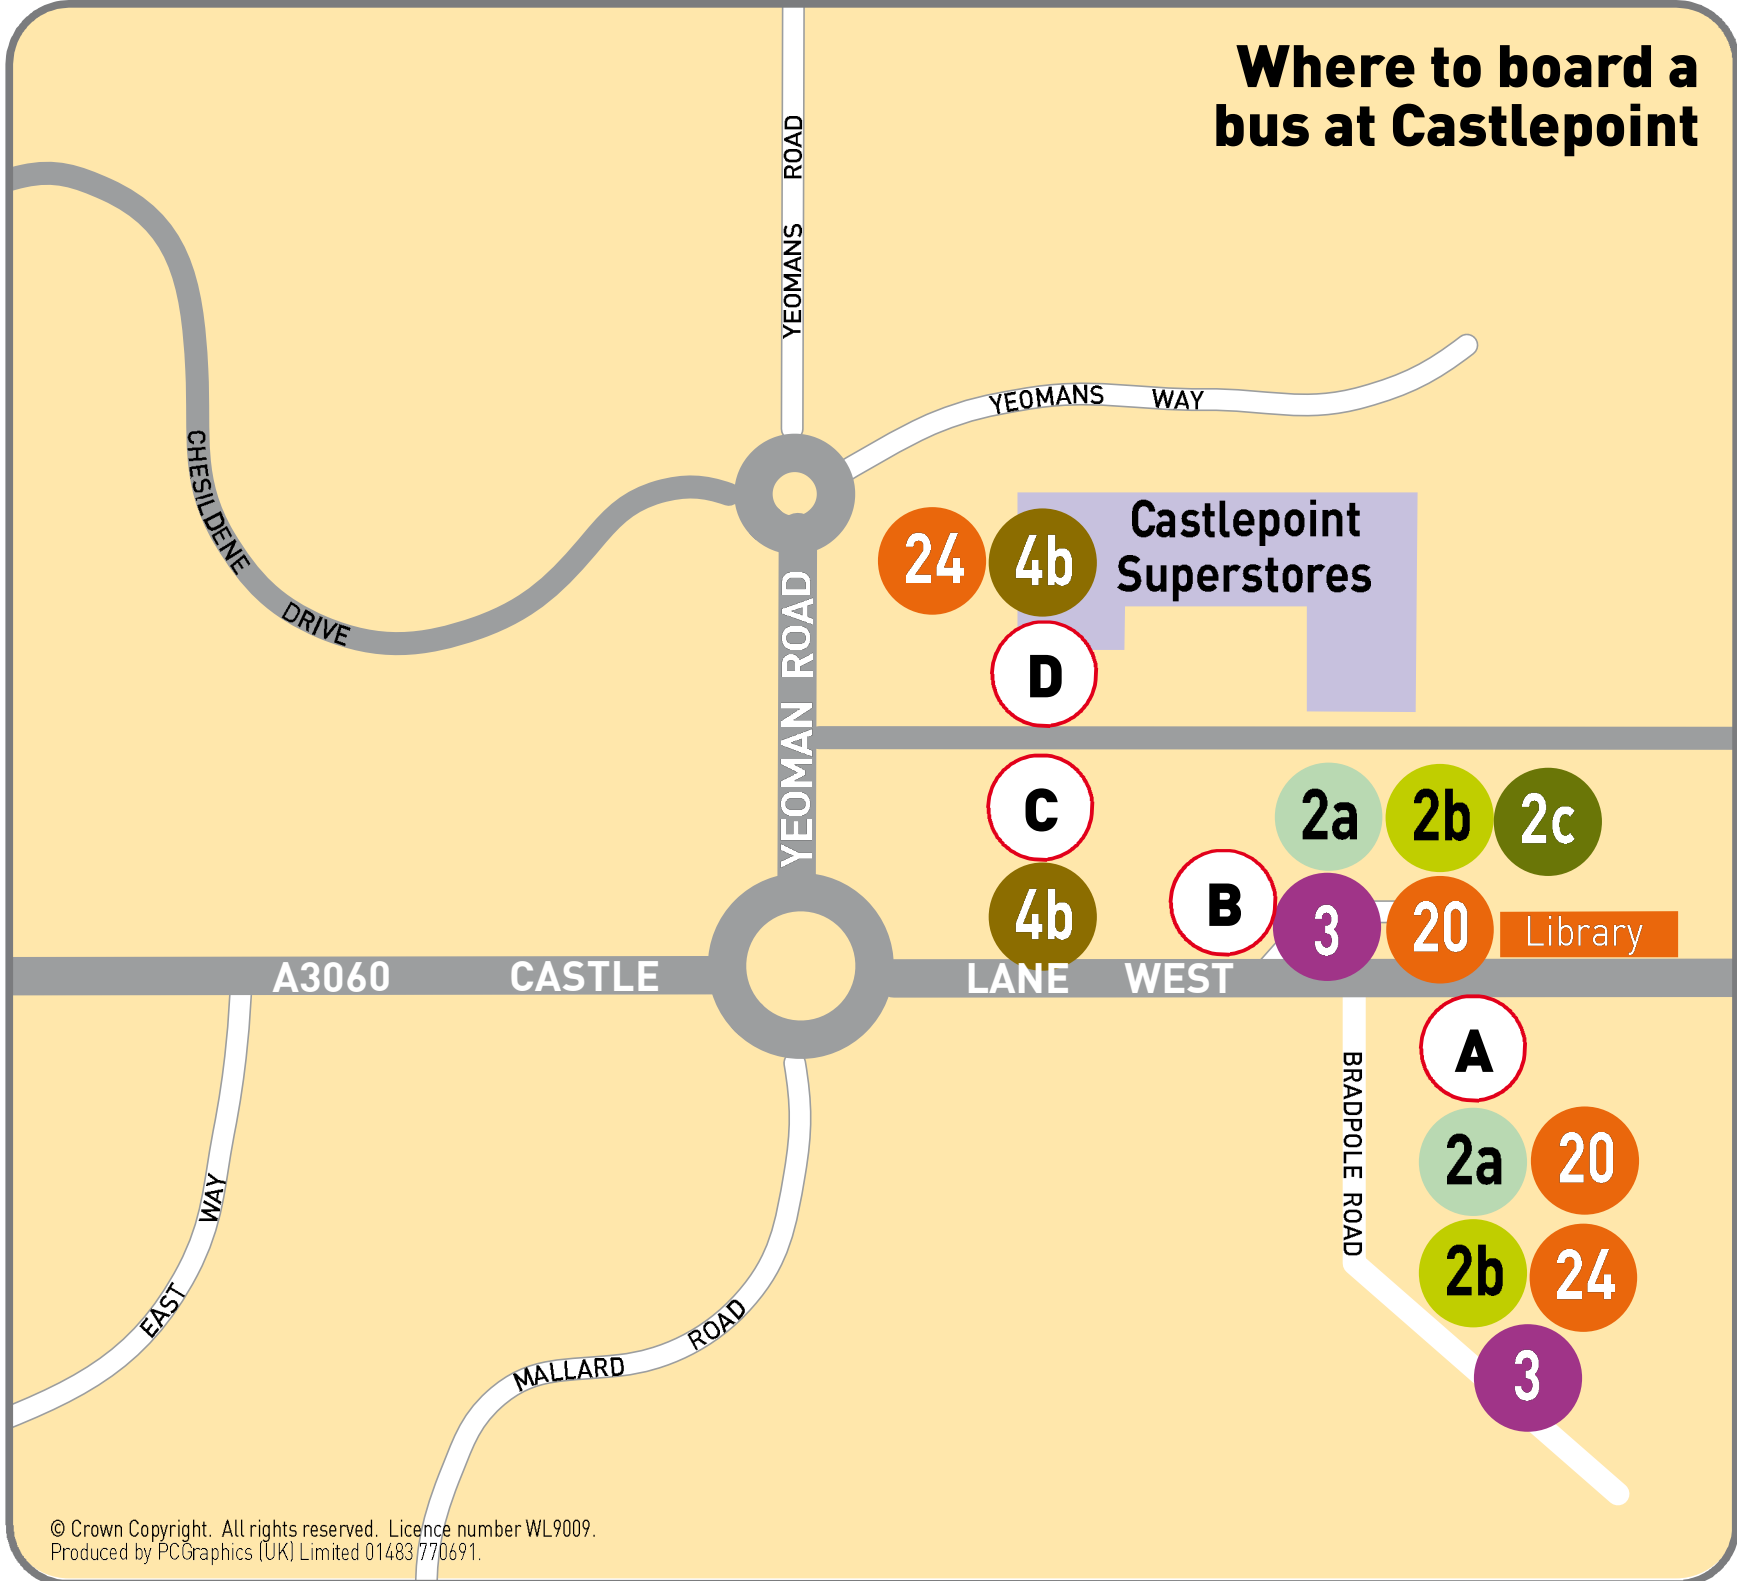 Where to board a
bus at Castlepoint
YEOMANS ROAD
YEOMANS WAY
CHESILDENE
DRIVE
Castlepoint
Superstores
24
4b
D
YEOMAN ROAD
C
4b
2a
2b
2c
B
3
20
Library
A3060 CASTLE LANE WEST
A
BRADPOLE ROAD
2a
20
2b
24
3
EAST WAY
MALLARD ROAD
© Crown Copyright. All rights reserved. Licence number WL9009.
Produced by PCGraphics (UK) Limited 01483 770691.